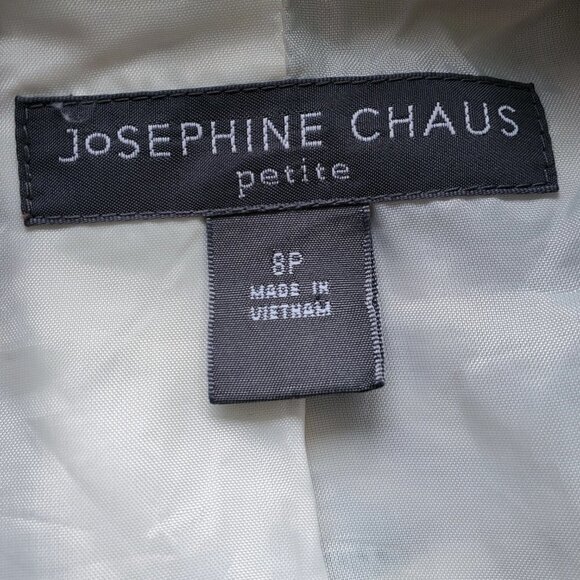 JoSEPHINE CHAUS
petite
8P
MADE IN
VIETNAM